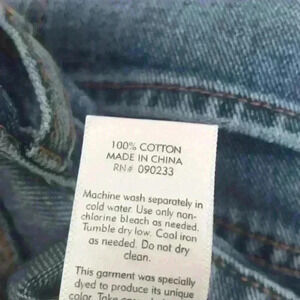 100% COTTON
MADE IN CHINA
RN# 090233
Machine wash separately in
cold water. Use only non-
chlorine bleach as needed.
Tumble dry low. Cool iron
as needed. Do not dry
clean.
This garment was specially
dyed to produce its unique
color. Take